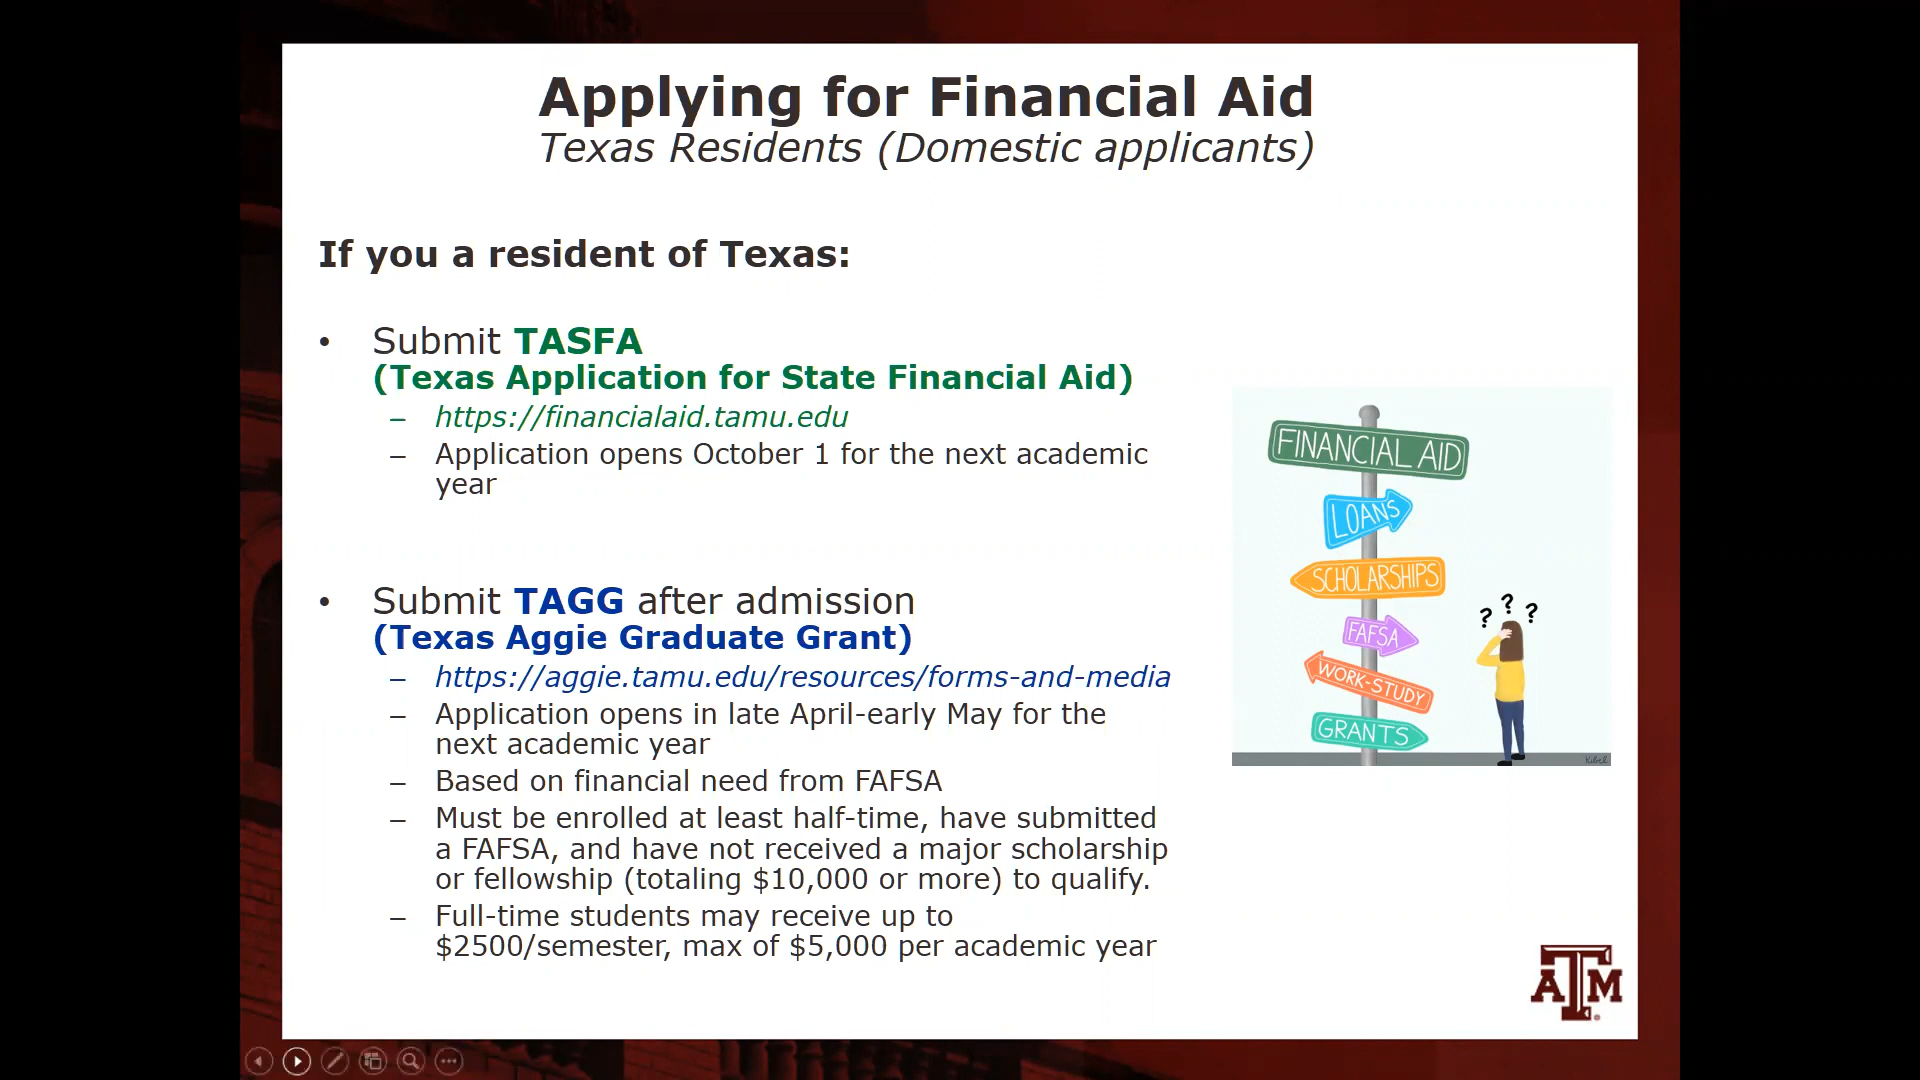 Applying for Financial Aid
Texas Residents (Domestic applicants)
If you a resident of Texas:
• Submit TASFA
(Texas Application for State Financial Aid)
– https://financialaid.tamu.edu
– Application opens October 1 for the next academic
year
• Submit TAGG after admission
(Texas Aggie Graduate Grant)
– https://aggie.tamu.edu/resources/forms-and-media
– Application opens in late April-early May for the
next academic year
– Based on financial need from FAFSA
– Must be enrolled at least half-time, have submitted
a FAFSA, and have not received a major scholarship
or fellowship (totaling $10,000 or more) to qualify.
– Full-time students may receive up to
$2500/semester, max of $5,000 per academic year
FINANCIAL AID
LOANS
SCHOLARSHIPS
FAFSA
WORK-STUDY
GRANTS
? ? ?
ATM